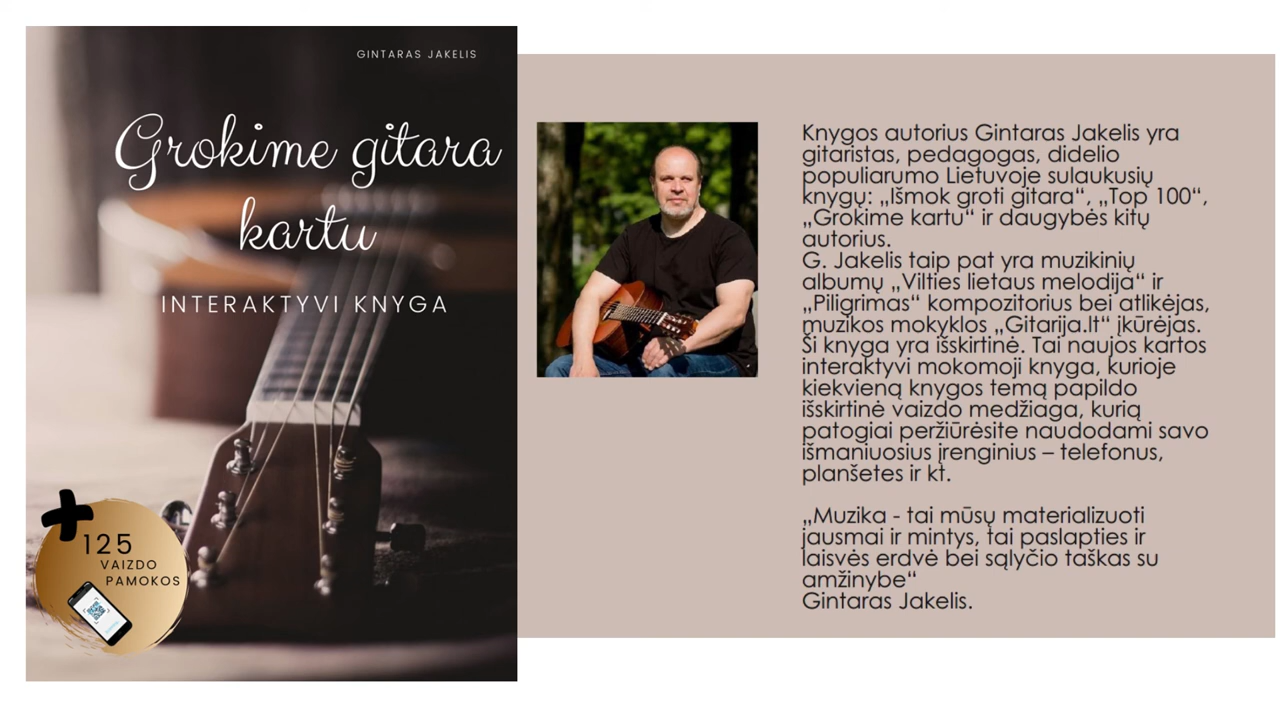 GINTARAS JAKELIS
Grokime gitara
kartu
INTERAKTYVI KNYGA
125
VAIZDO
PAMOKOS
Knygos autorius Gintaras Jakelis yra
gitaristas, pedagogas, didelio
populiarumo Lietuvoje sulaukusių
knygų: „Išmok groti gitara“, „Top 100“,
„Grokime kartu“ ir daugybės kitų
autorius.
G. Jakelis taip pat yra muzikinių
albumų „Vilties lietaus melodija“ ir
„Piligrimas“ kompozitorius bei atlikėjas,
muzikos mokyklos „Gitarija.lt“ įkūrėjas.
Ši knyga yra išskirtinė. Tai naujos kartos
interaktyvi mokomoji knyga, kurioje
kiekvieną knygos temą papildo
išskirtinė vaizdo medžiaga, kurią
patogiai peržiūrėsite naudodami savo
išmaniuosius įrenginius – telefonus,
planšetes ir kt.
„Muzika - tai mūsų materializuoti
jausmai ir mintys, tai paslapties ir
laisvės erdvė bei sąlyčio taškas su
amžinybe“
Gintaras Jakelis.